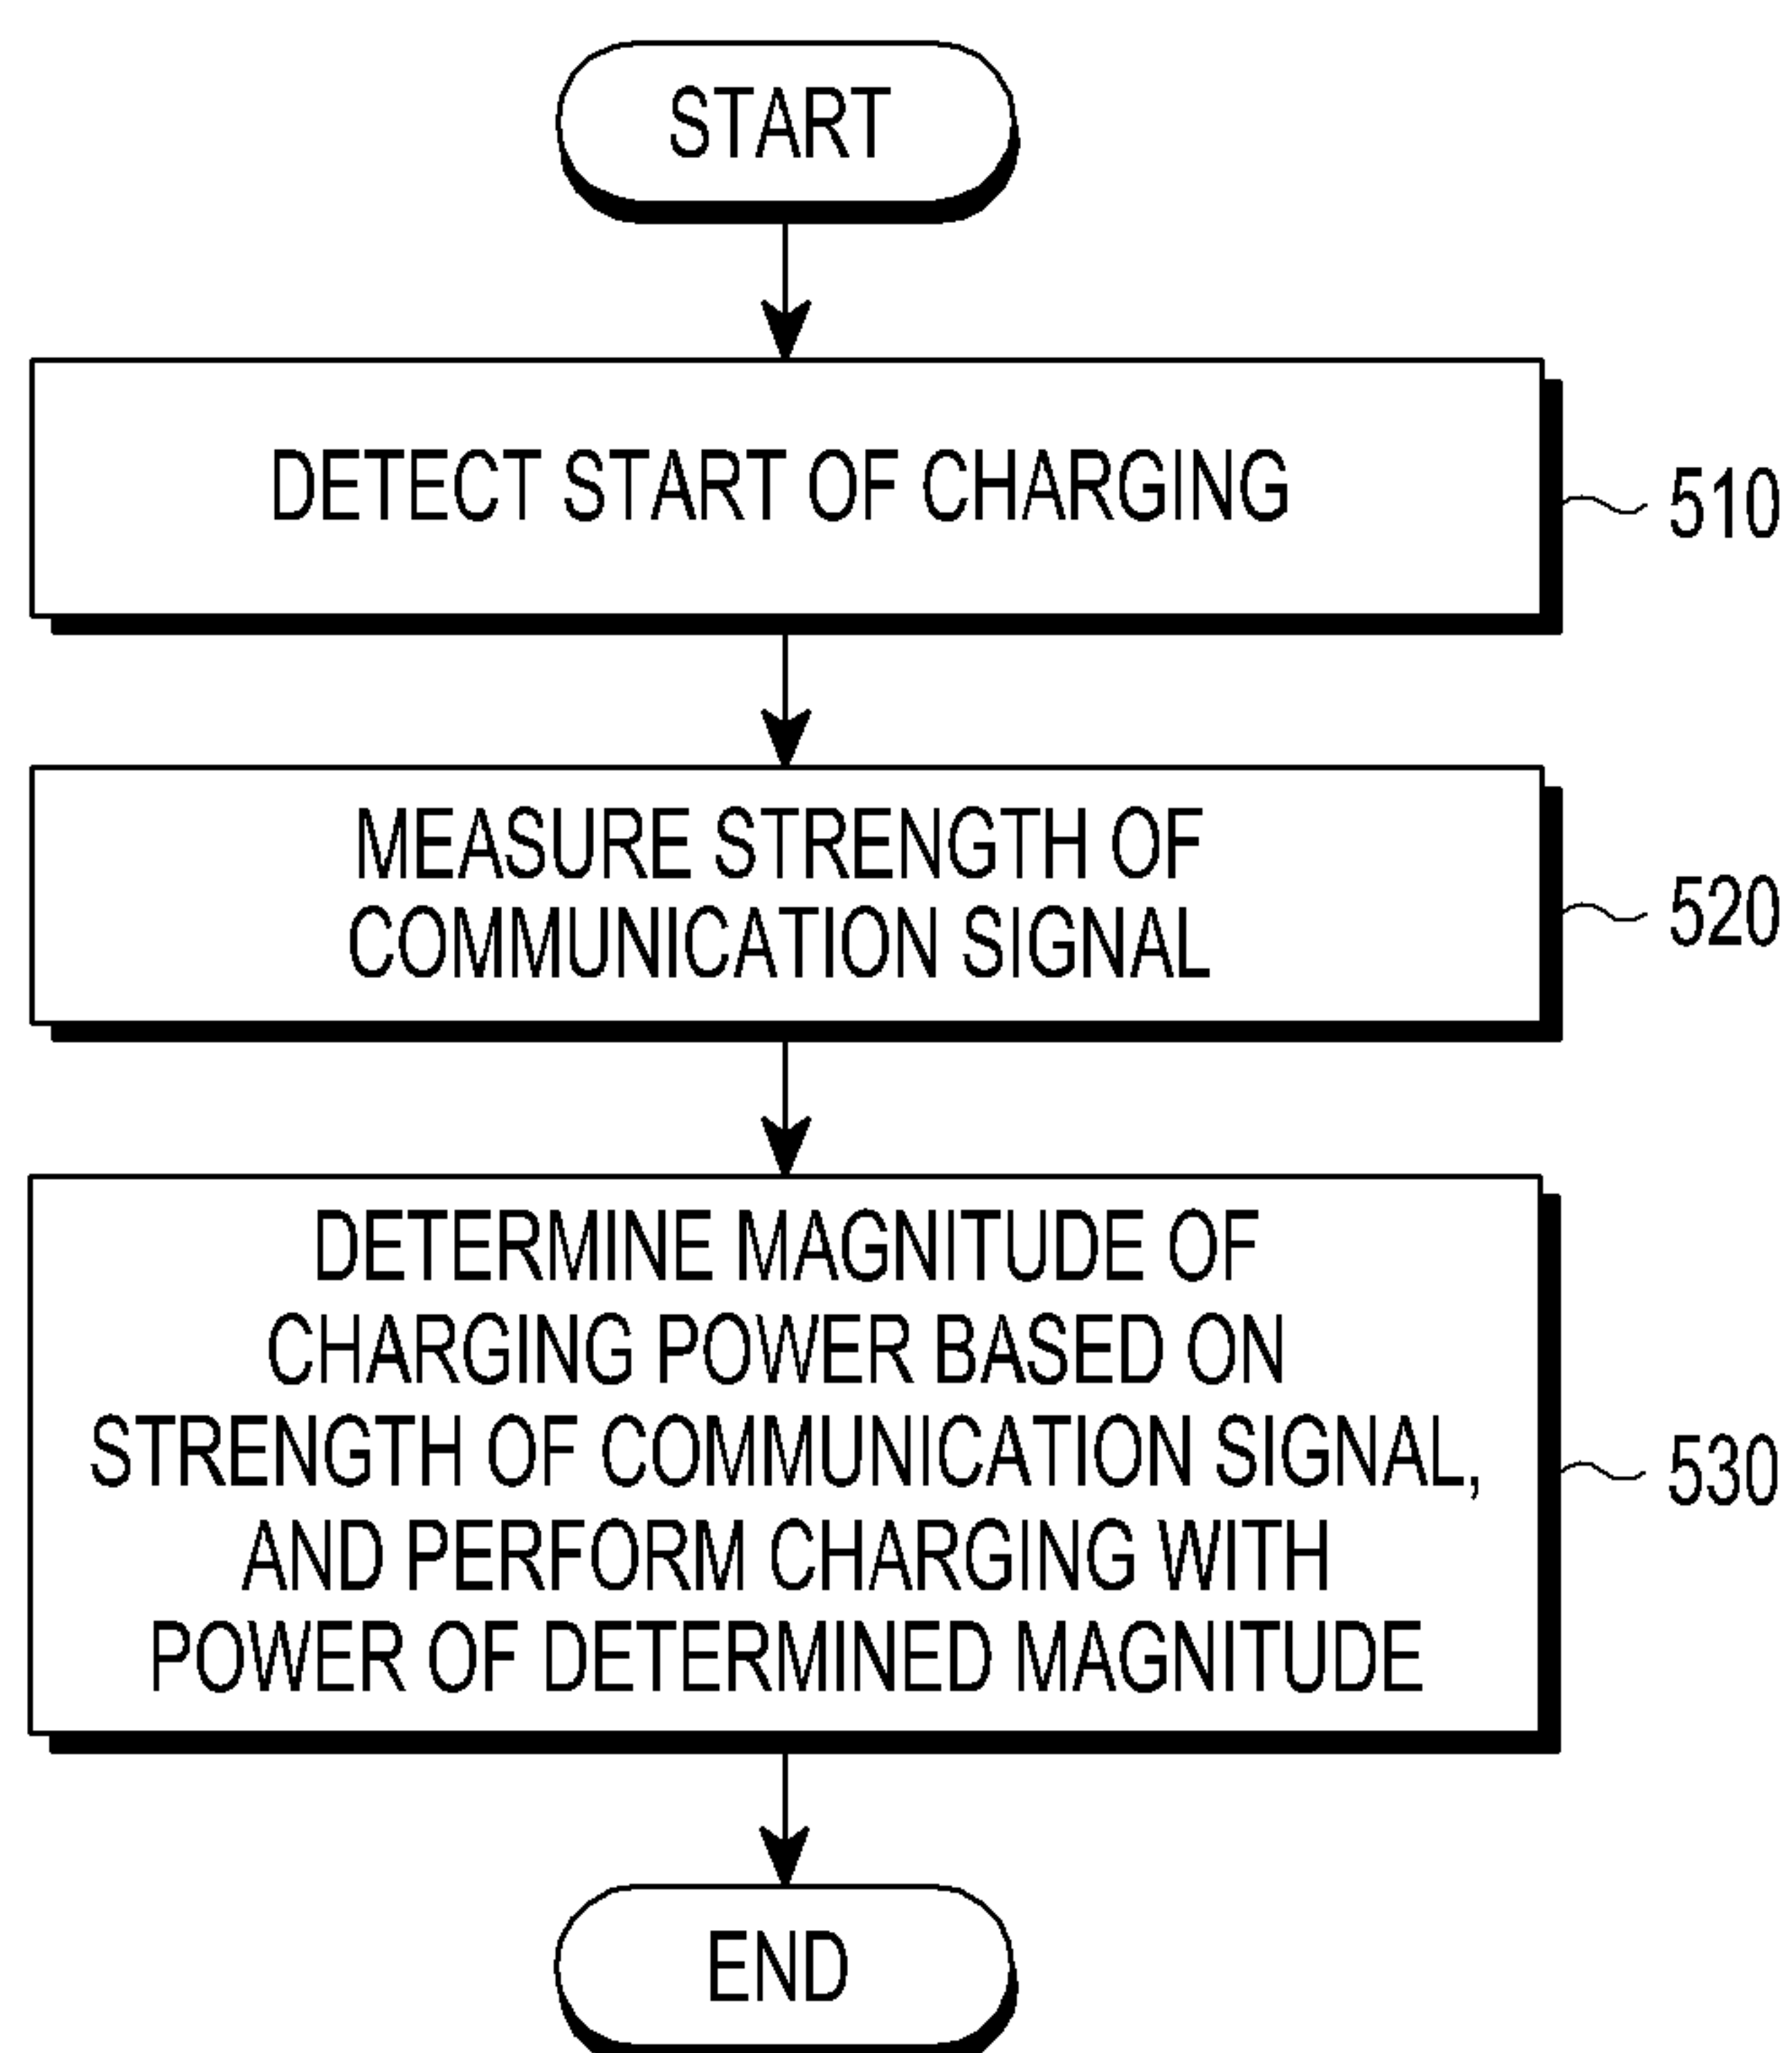 START
DETECT START OF CHARGING
510
MEASURE STRENGTH OF
COMMUNICATION SIGNAL
520
DETERMINE MAGNITUDE OF
CHARGING POWER BASED ON
STRENGTH OF COMMUNICATION SIGNAL,
AND PERFORM CHARGING WITH
POWER OF DETERMINED MAGNITUDE
530
END